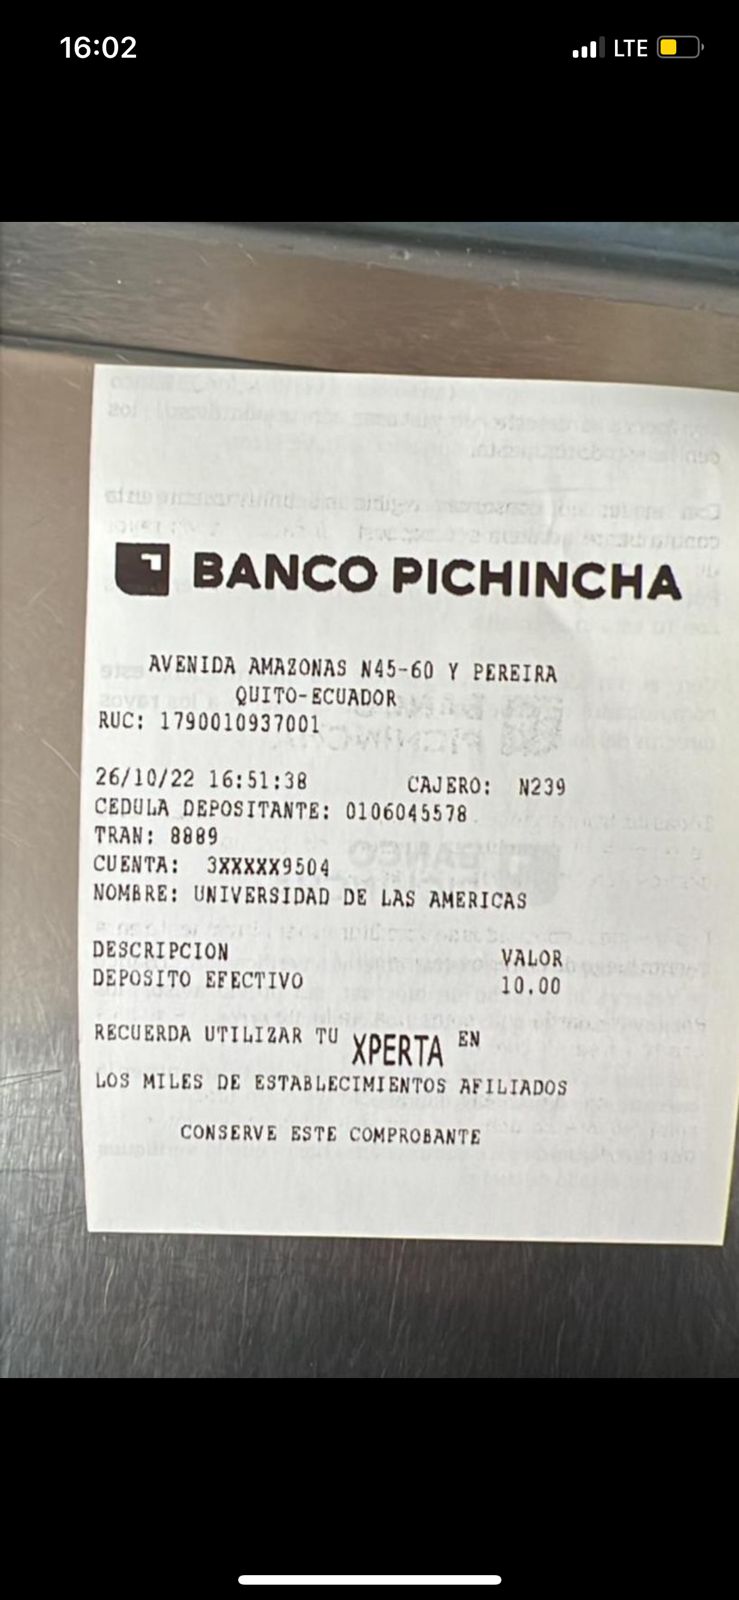 16:02 LTE
BANCO PICHINCHA
AVENIDA AMAZONAS N45-60 Y PEREIRA
QUITO-ECUADOR
RUC: 1790010937001
26/10/22 16:51:38 CAJERO: N239
CEDULA DEPOSITANTE: 0106045578
TRAN: 8889
CUENTA: 3XXXXX9504
NOMBRE: UNIVERSIDAD DE LAS AMERICAS
DESCRIPCION VALOR
DEPOSITO EFECTIVO 10.00
RECUERDA UTILIZAR TU XPERTA EN
LOS MILES DE ESTABLECIMIENTOS AFILIADOS
CONSERVE ESTE COMPROBANTE